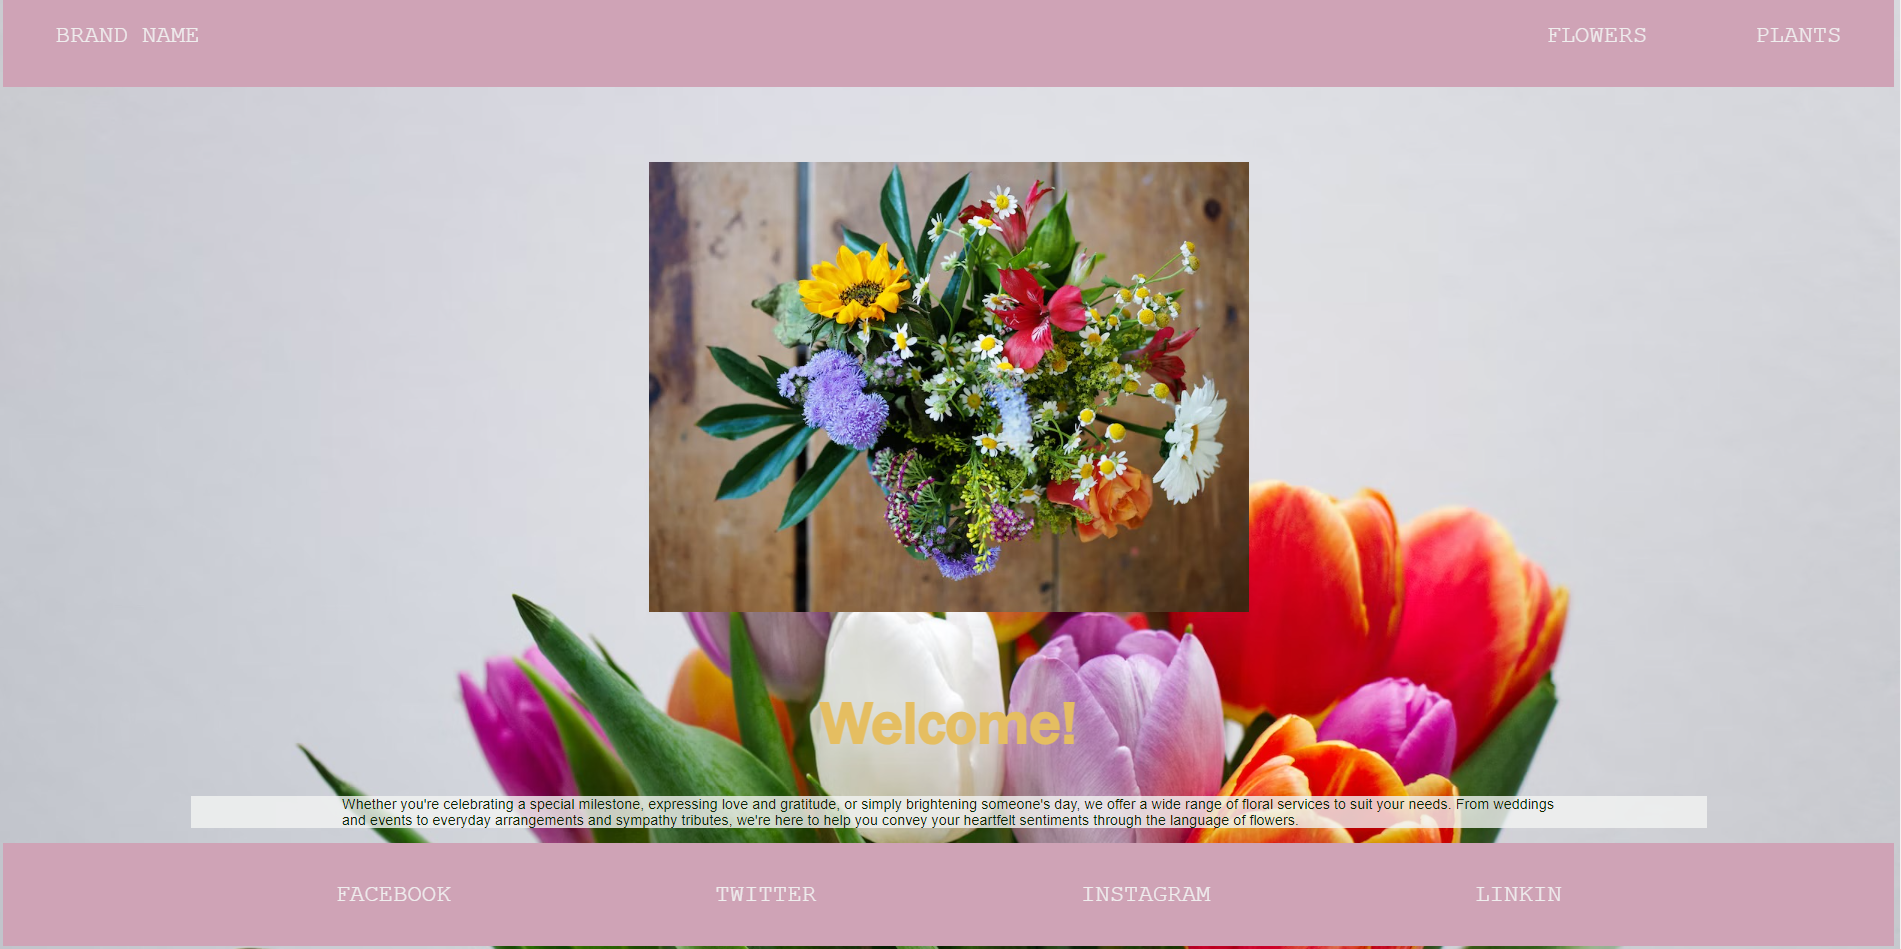 BRAND NAME
FLOWERS
PLANTS
Welcome!
Whether you're celebrating a special milestone, expressing love and gratitude, or simply brightening someone's day, we offer a wide range of floral services to suit your needs. From weddings
and events to everyday arrangements and sympathy tributes, we're here to help you convey your heartfelt sentiments through the language of flowers.
FACEBOOK
TWITTER
INSTAGRAM
LINKIN